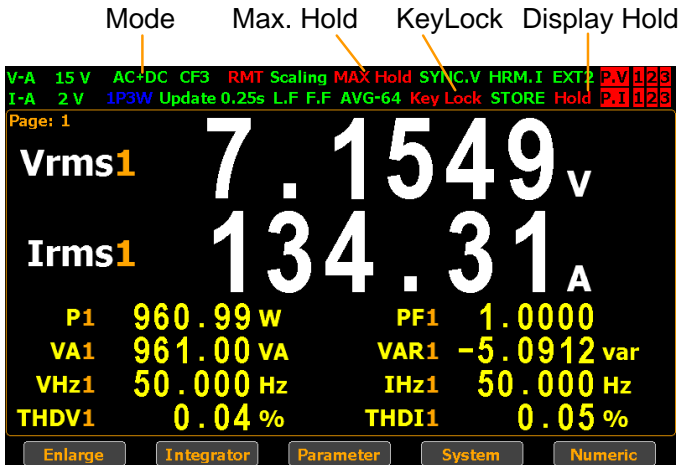 Mode Max. Hold KeyLock Display Hold
V-A 15 V AC+DC CF3 RMT Scaling MAX Hold SYNC.V HRM.I EXT2 P.V 1 2 3
I-A 2 V 1P3W Update 0.25s L.F F.F AVG-64 Key Lock STORE Hold P.I 1 2 3
Page: 1
Vrms1 7.1549 V
Irms1 134.31 A
P1 960.99 W PF1 1.0000
VA1 961.00 VA VAR1 -5.0912 var
VHz1 50.000 Hz IHz1 50.000 Hz
THDV1 0.04 % THDI1 0.05 %
Enlarge Integrator Parameter System Numeric